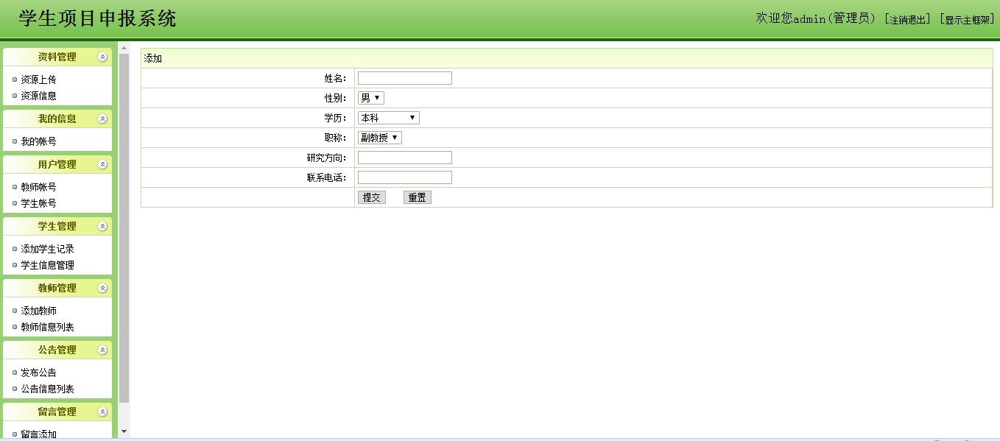 学生项目申报系统
欢迎您admin(管理员) [注销退出] [显示主框架]
资料管理
资源上传
资源信息
我的信息
我的帐号
用户管理
教师帐号
学生帐号
学生管理
添加学生记录
学生信息管理
教师管理
添加教师
教师信息列表
公告管理
发布公告
公告信息列表
留言管理
留言添加
添加
姓名：
性别： 男
学历： 本科
职称： 副教授
研究方向：
联系电话：
提交 重置